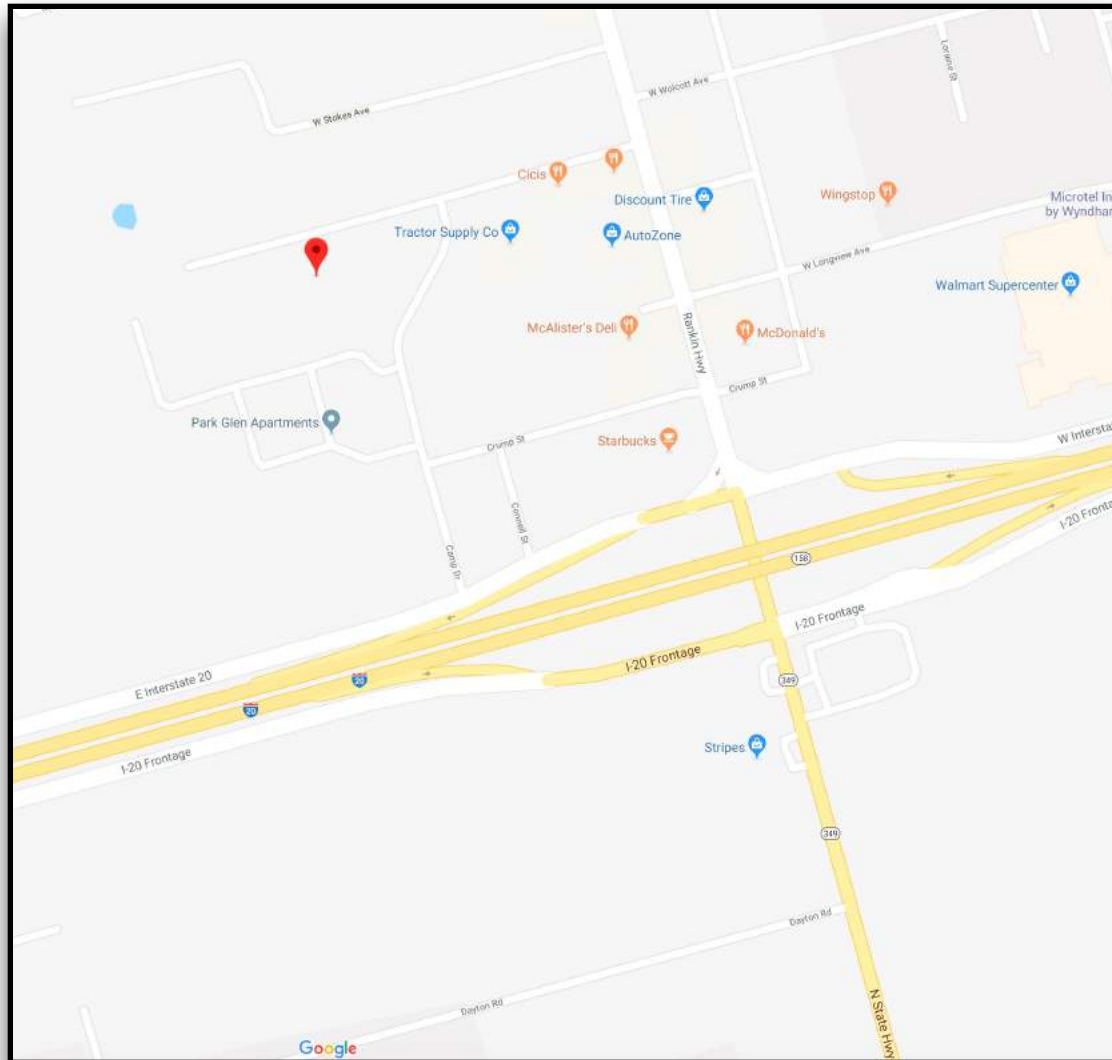 W Stokes Ave
W Wolcott Ave
Loraine St
Cicis
Discount Tire
Wingstop
Microtel In
by Wyndhar
Tractor Supply Co
AutoZone
W Longview Ave
Walmart Supercenter
McAlister's Deli
Rankin Hwy
McDonald's
Crump St
Park Glen Apartments
Crump St
Starbucks
W Intersta
Connell St
I-20 Fronta
Camp Dr
158
I-20 Frontage
I-20 Frontage
E Interstate 20
20
349
20
Stripes
I-20 Frontage
349
Dayton Rd
Dayton Rd
N State Hwy
Google